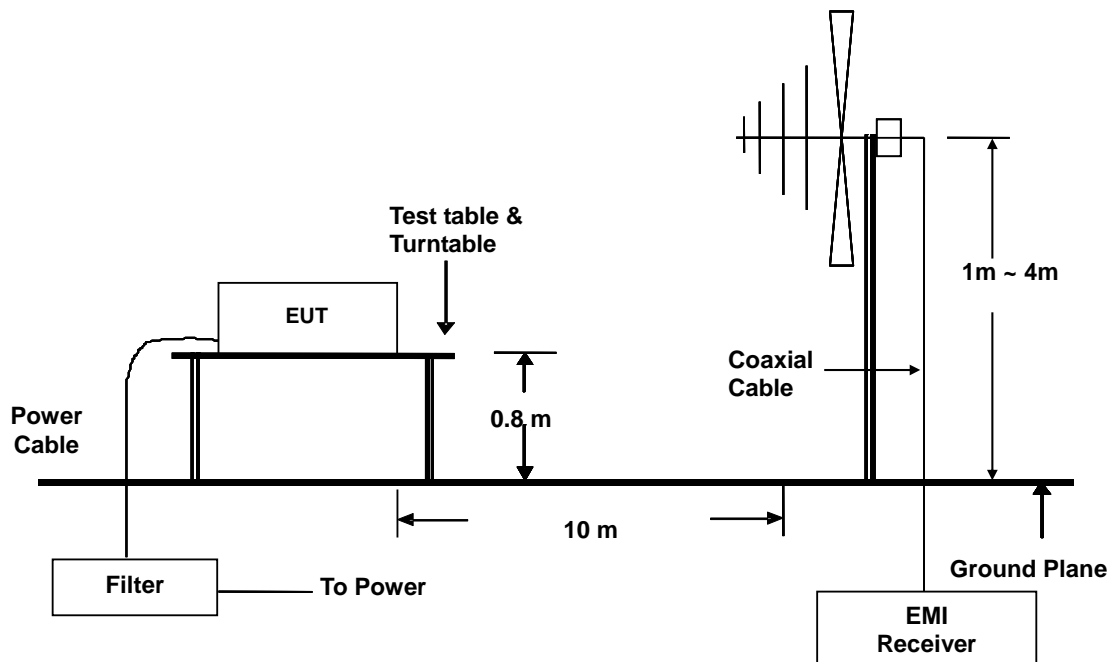 Test table &
Turntable
EUT
1m ~ 4m
Coaxial
Cable
0.8 m
Power
Cable
10 m
Ground Plane
Filter
To Power
EMI
Receiver